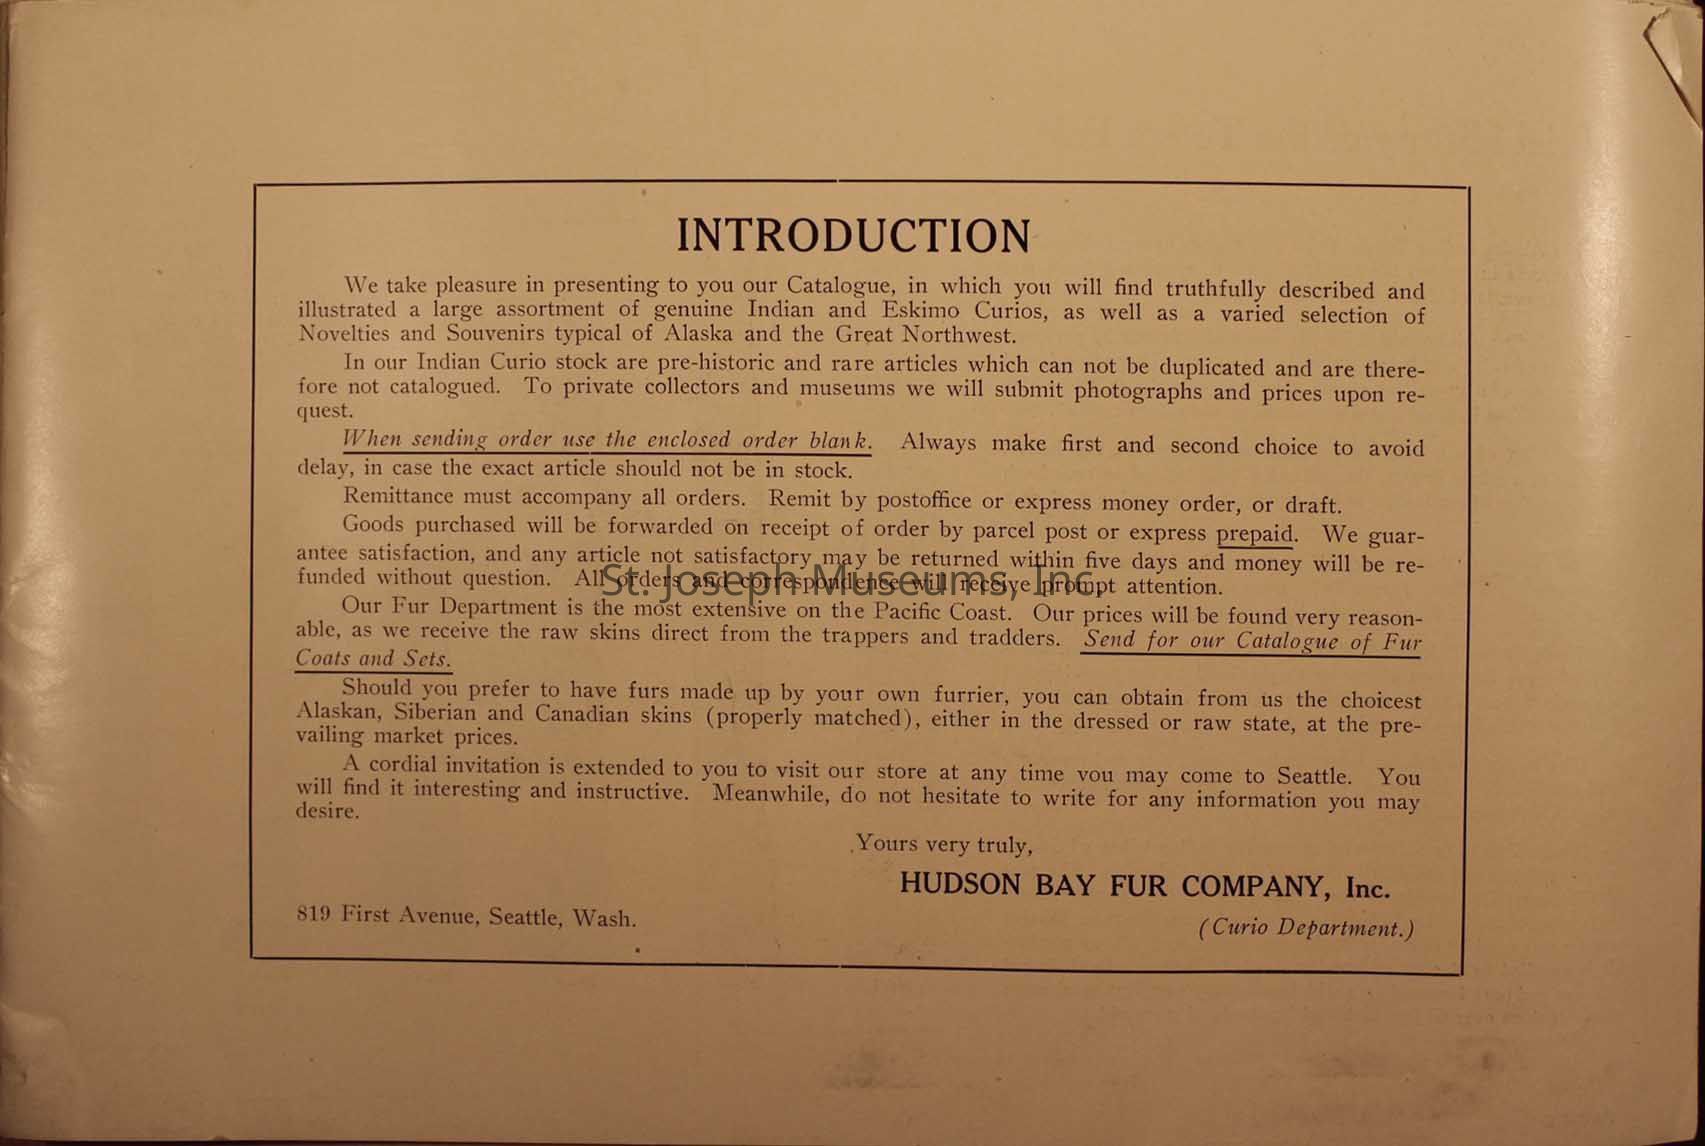 INTRODUCTION
We take pleasure in presenting to you our Catalogue, in which you will find truthfully described and
illustrated a large assortment of genuine Indian and Eskimo Curios, as well as a varied selection of
Novelties and Souvenirs typical of Alaska and the Great Northwest.
In our Indian Curio stock are pre-historic and rare articles which can not be duplicated and are there-
fore not catalogued. To private collectors and museums we will submit photographs and prices upon re-
quest.
When sending order use the enclosed order blank. Always make first and second choice to avoid
delay, in case the exact article should not be in stock.
Remittance must accompany all orders. Remit by postoffice or express money order, or draft.
Goods purchased will be forwarded on receipt of order by parcel post or express prepaid. We guar-
antee satisfaction, and any article not satisfactory may be returned within five days and money will be re-
funded without question. All orders and correspondence will receive prompt attention.
St. Joseph Museums, Inc.
Our Fur Department is the most extensive on the Pacific Coast. Our prices will be found very reason-
able, as we receive the raw skins direct from the trappers and tradders. Send for our Catalogue of Fur
Coats and Sets.
Should you prefer to have furs made up by your own furrier, you can obtain from us the choicest
Alaskan, Siberian and Canadian skins (properly matched), either in the dressed or raw state, at the pre-
vailing market prices.
A cordial invitation is extended to you to visit our store at any time you may come to Seattle. You
will find it interesting and instructive. Meanwhile, do not hesitate to write for any information you may
desire.
Yours very truly,
HUDSON BAY FUR COMPANY, Inc.
819 First Avenue, Seattle, Wash.
(Curio Department.)